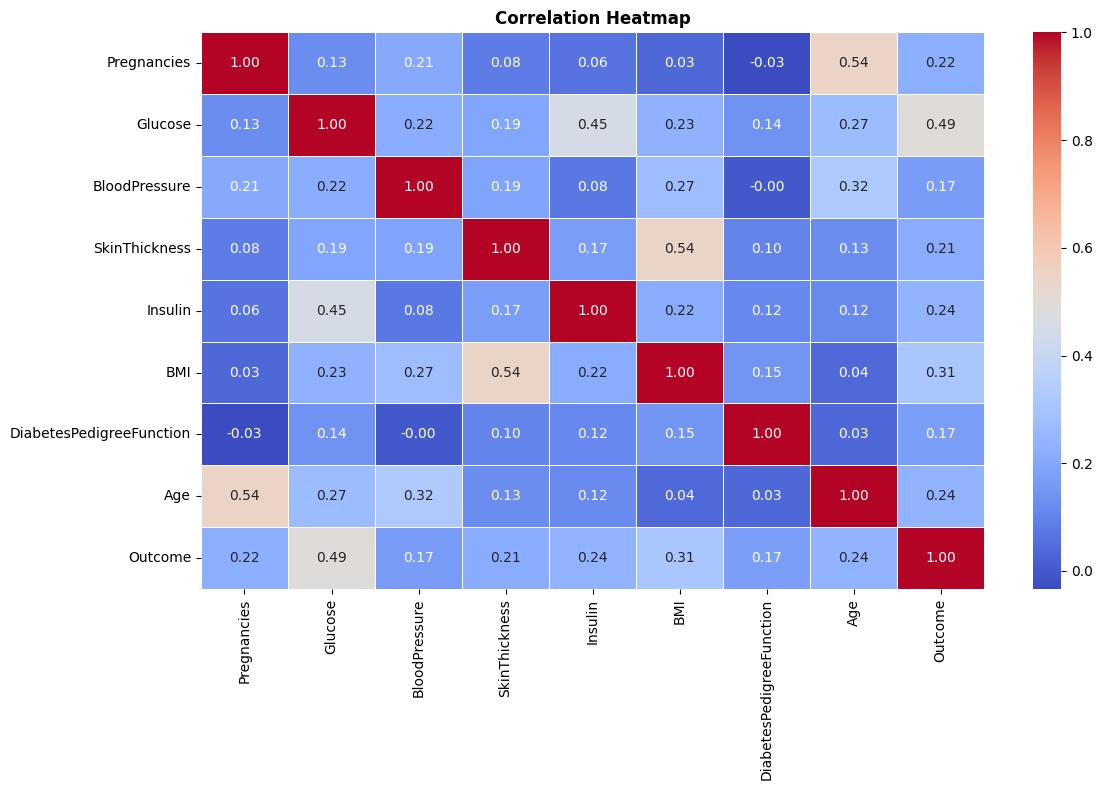 Correlation Heatmap
Pregnancies 1.00 0.13 0.21 0.08 0.06 0.03 -0.03 0.54 0.22
Glucose 0.13 1.00 0.22 0.19 0.45 0.23 0.14 0.27 0.49
BloodPressure 0.21 0.22 1.00 0.19 0.08 0.27 -0.00 0.32 0.17
SkinThickness 0.08 0.19 0.19 1.00 0.17 0.54 0.10 0.13 0.21
Insulin 0.06 0.45 0.08 0.17 1.00 0.22 0.12 0.12 0.24
BMI 0.03 0.23 0.27 0.54 0.22 1.00 0.15 0.04 0.31
DiabetesPedigreeFunction -0.03 0.14 -0.00 0.10 0.12 0.15 1.00 0.03 0.17
Age 0.54 0.27 0.32 0.13 0.12 0.04 0.03 1.00 0.24
Outcome 0.22 0.49 0.17 0.21 0.24 0.31 0.17 0.24 1.00
Pregnancies
Glucose
BloodPressure
SkinThickness
Insulin
BMI
DiabetesPedigreeFunction
Age
Outcome
1.0
0.8
0.6
0.4
0.2
0.0